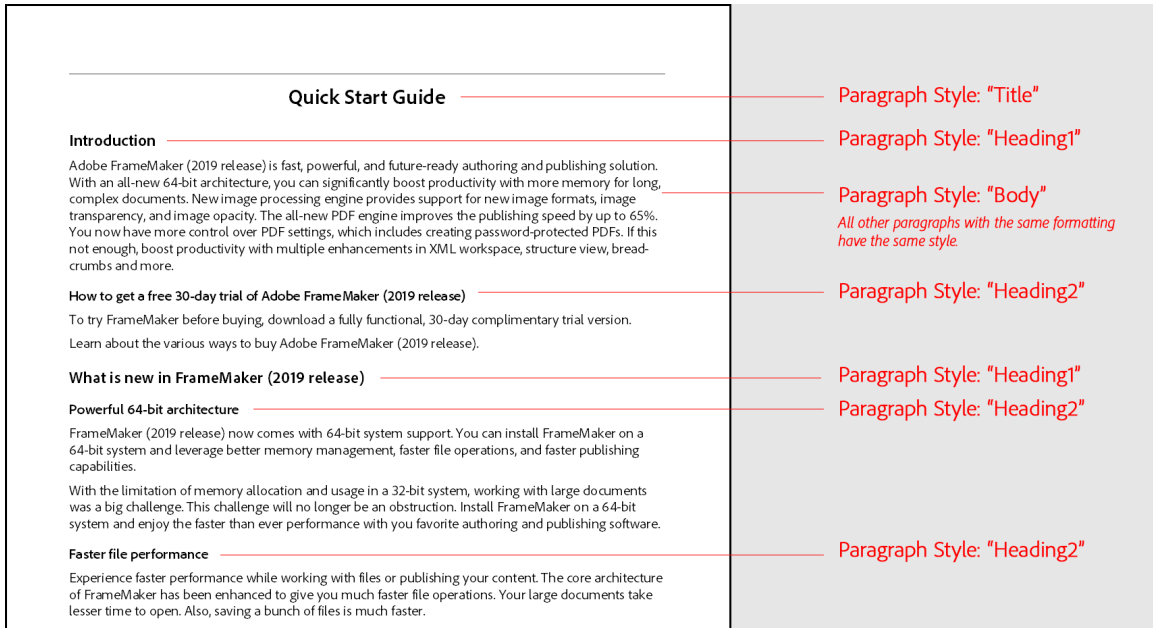 Quick Start Guide
Paragraph Style: “Title”
Introduction
Paragraph Style: “Heading1”
Adobe FrameMaker (2019 release) is fast, powerful, and future-ready authoring and publishing solution.
With an all-new 64-bit architecture, you can significantly boost productivity with more memory for long,
complex documents. New image processing engine provides support for new image formats, image
transparency, and image opacity. The all-new PDF engine improves the publishing speed by up to 65%.
You now have more control over PDF settings, which includes creating password-protected PDFs. If this
not enough, boost productivity with multiple enhancements in XML workspace, structure view, bread-
crumbs and more.
Paragraph Style: “Body”
All other paragraphs with the same formatting
have the same style.
How to get a free 30-day trial of Adobe FrameMaker (2019 release)
Paragraph Style: “Heading2”
To try FrameMaker before buying, download a fully functional, 30-day complimentary trial version.
Learn about the various ways to buy Adobe FrameMaker (2019 release).
What is new in FrameMaker (2019 release)
Paragraph Style: “Heading1”
Powerful 64-bit architecture
Paragraph Style: “Heading2”
FrameMaker (2019 release) now comes with 64-bit system support. You can install FrameMaker on a
64-bit system and leverage better memory management, faster file operations, and faster publishing
capabilities.
With the limitation of memory allocation and usage in a 32-bit system, working with large documents
was a big challenge. This challenge will no longer be an obstruction. Install FrameMaker on a 64-bit
system and enjoy the faster than ever performance with you favorite authoring and publishing software.
Faster file performance
Paragraph Style: “Heading2”
Experience faster performance while working with files or publishing your content. The core architecture
of FrameMaker has been enhanced to give you much faster file operations. Your large documents take
lesser time to open. Also, saving a bunch of files is much faster.